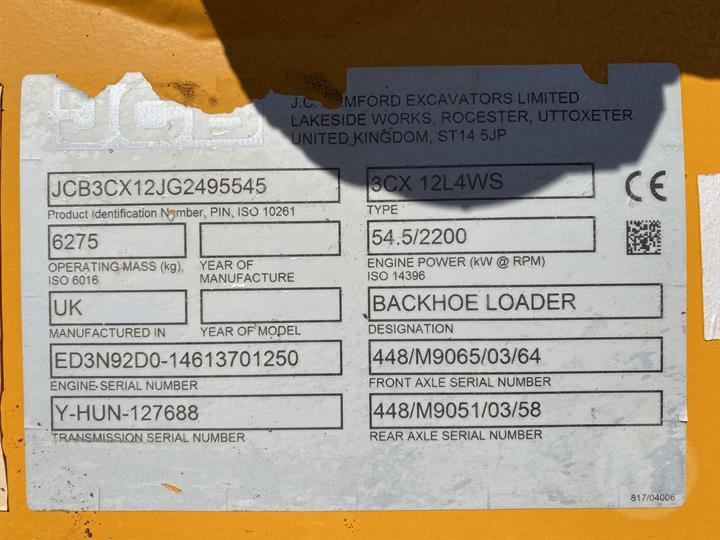 JCB
J.C. MFORD EXCAVATORS LIMITED
LAKESIDE WORKS, ROCESTER, UTTOXETER
UNITED KINGDOM, ST14 5JP
JCB3CX12JG2495545
Product Identification Number, PIN, ISO 10261
3CX 12L4WS
TYPE
CE
6275
OPERATING MASS (kg),
ISO 6016
YEAR OF
MANUFACTURE
54.5/2200
ENGINE POWER (kW @ RPM)
ISO 14396
UK
MANUFACTURED IN
YEAR OF MODEL
BACKHOE LOADER
DESIGNATION
ED3N92D0-14613701250
ENGINE SERIAL NUMBER
448/M9065/03/64
FRONT AXLE SERIAL NUMBER
Y-HUN-127688
TRANSMISSION SERIAL NUMBER
448/M9051/03/58
REAR AXLE SERIAL NUMBER
817/04006